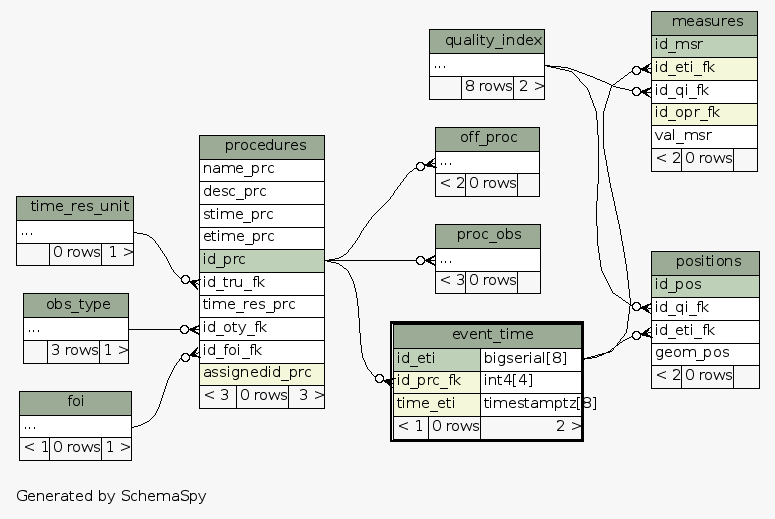 measures
id_msr
id_eti_fk
id_qi_fk
id_opr_fk
val_msr
< 2 0 rows
quality_index
...
8 rows 2 >
off_proc
...
< 2 0 rows
procedures
name_prc
desc_prc
stime_prc
etime_prc
id_prc
id_tru_fk
time_res_prc
id_oty_fk
id_foi_fk
assignedid_prc
< 3 0 rows 3 >
time_res_unit
...
0 rows 1 >
proc_obs
...
< 3 0 rows
positions
id_pos
id_qi_fk
id_eti_fk
geom_pos
< 2 0 rows
obs_type
...
3 rows 1 >
event_time
id_eti bigserial[8]
id_prc_fk int4[4]
time_eti timestamptz[8]
< 1 0 rows 2 >
foi
...
< 1 0 rows 1 >
Generated by SchemaSpy